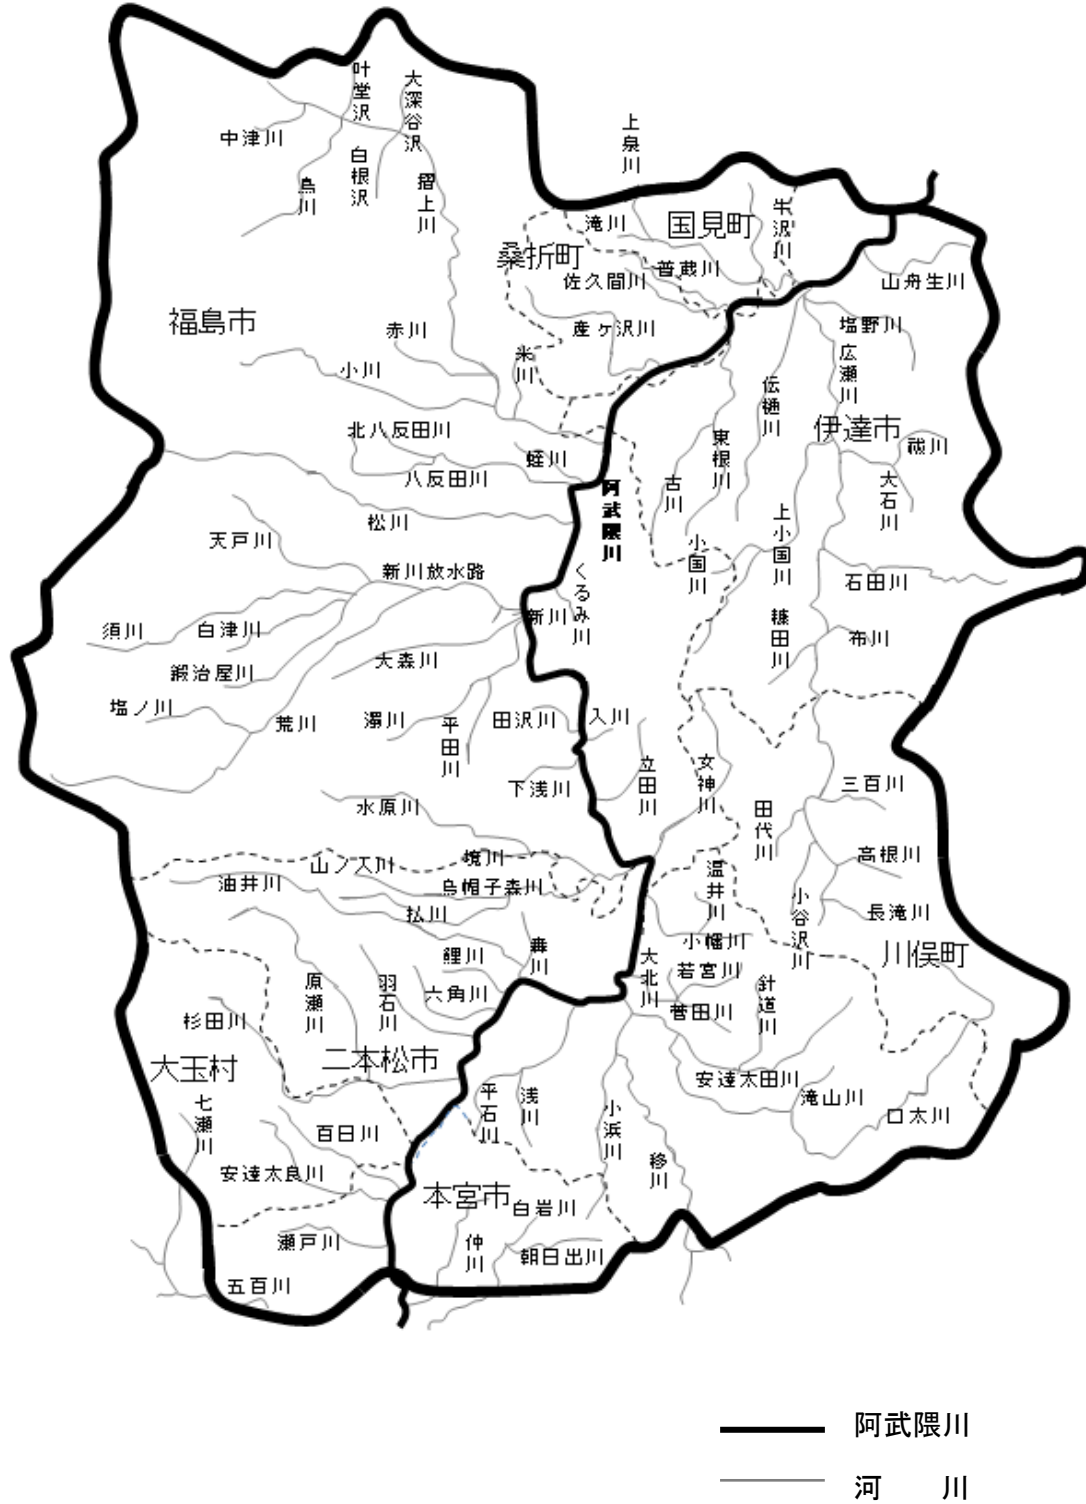 叶堂沢
大深谷沢
中津川
白根沢
烏川
摺上川
上泉川
滝川
国見町
牛沢川
桑折町
普蔵川
佐久間川
山舟生川
福島市
赤川
産ヶ沢川
塩野川
米川
小川
広瀬川
伝樋川
北八反田川
伊達市
東根川
蛭川
八反田川
古川
大石川
阿武隈川
松川
上小国川
天戸川
小国川
新川放水路
くるみ川
石田川
新川
須川
白津川
糠田川
布川
大森川
鍛治屋川
塩ノ川
荒川
濁川
平田川
田沢川
入川
立田川
女神川
下浅川
三百川
水原川
田代川
境川
山ノ入川
高根川
油井川
烏帽子森川
温井川
払川
小谷沢川
長滝川
小幡川
川俣町
鯉川
大北川
若宮川
原瀬川
羽石川
六角川
針道川
菅田川
杉田川
二本松市
大玉村
安達太田川
滝山川
平石川
浅川
七瀬川
小浜川
口太川
百日川
移川
安達太良川
本宮市
白岩川
瀬戸川
仲川
朝日出川
五百川
阿武隈川
河　川